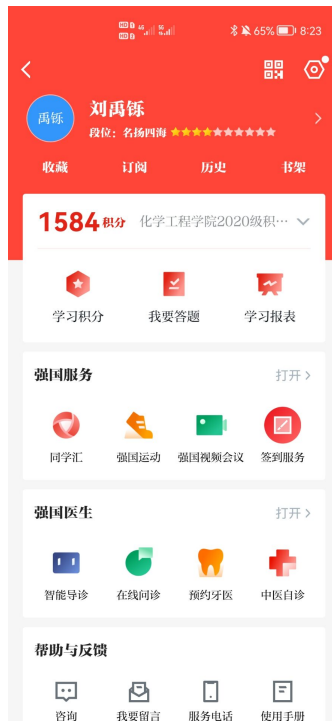 HD 1 4G 5G 65% 8:23
HD 2
禹铄
刘禹铄
段位：名扬四海
收藏 订阅 历史 书架
1584积分 化学工程学院2020级积…
学习积分 我要答题 学习报表
强国服务 打开
同学汇 强国运动 强国视频会议 签到服务
强国医生 打开
智能导诊 在线问诊 预约牙医 中医自诊
帮助与反馈
咨询 我要留言 服务电话 使用手册